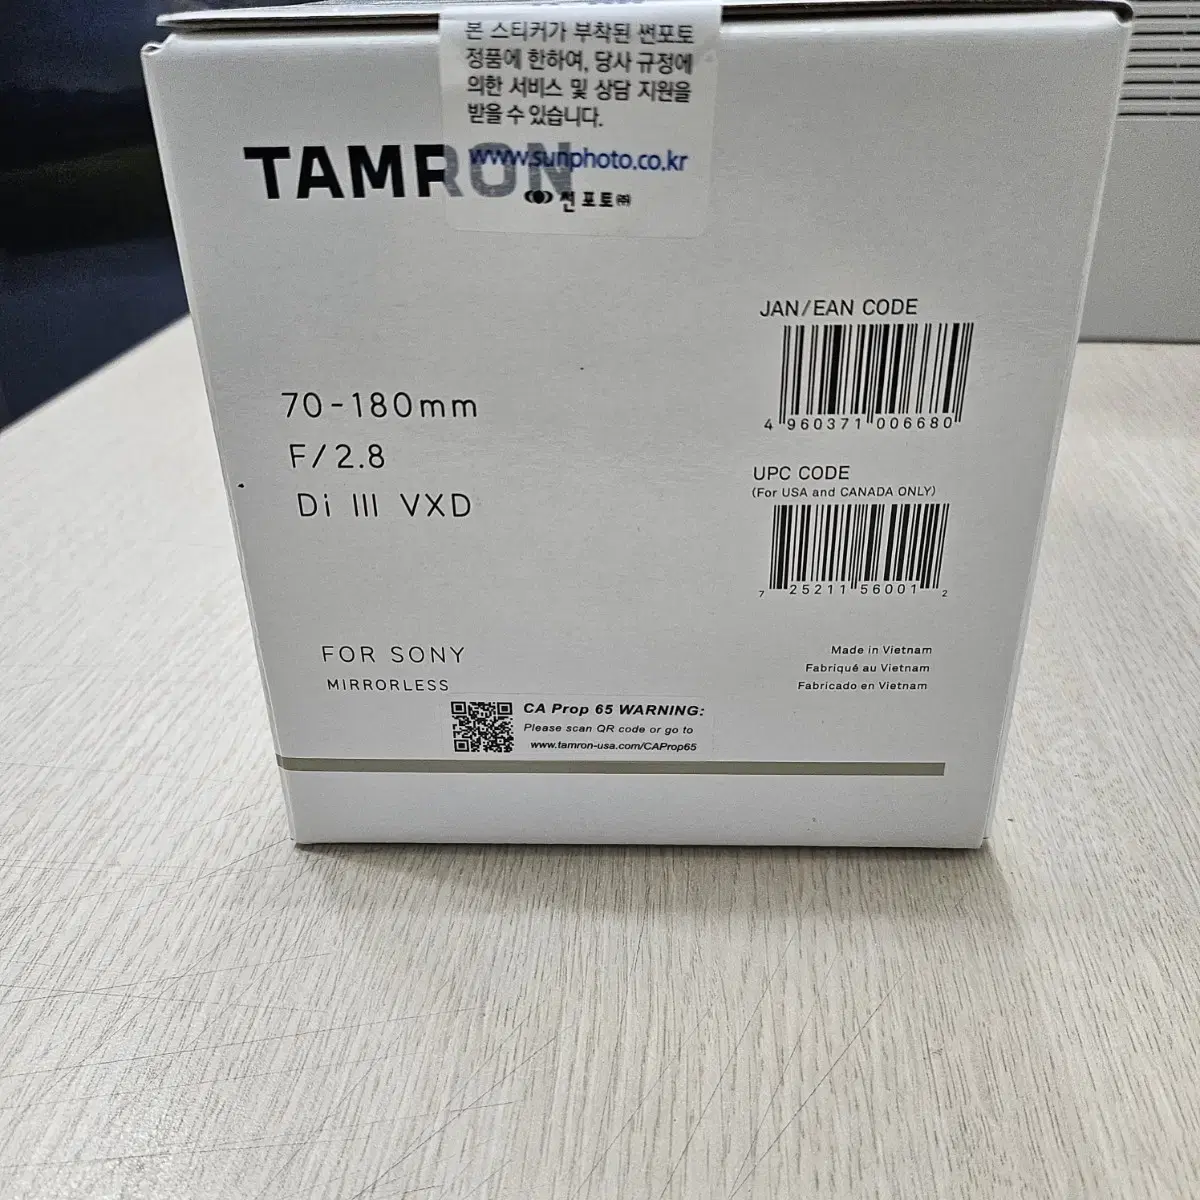 본 스티커가 부착된 썬포토
정품에 한하여, 당사 규정에
의한 서비스 및 상담 지원을
받을 수 있습니다.
www.sunphoto.co.kr
썬포토㈜
TAMRON
JAN/EAN CODE
4 960371 006680
70-180mm
F/2.8
Di III VXD
UPC CODE
(For USA and CANADA ONLY)
7 25211 56001 2
FOR SONY
MIRRORLESS
Made in Vietnam
Fabriqué au Vietnam
Fabricado en Vietnam
CA Prop 65 WARNING:
Please scan QR code or go to
www.tamron-usa.com/CAProp65